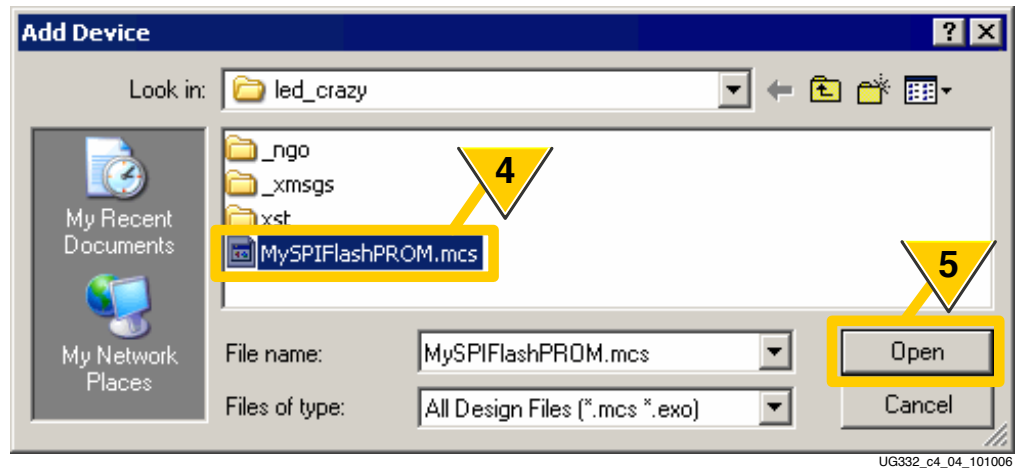 Add Device
?
X
Look in: led_crazy
My Recent
Documents
My Network
Places
_ngo
_xmsgs
xst
MySPIFlashPROM.mcs
4
5
File name: MySPIFlashPROM.mcs Open
Files of type: All Design Files (*.mcs *.exo) Cancel
UG332_c4_04_101006